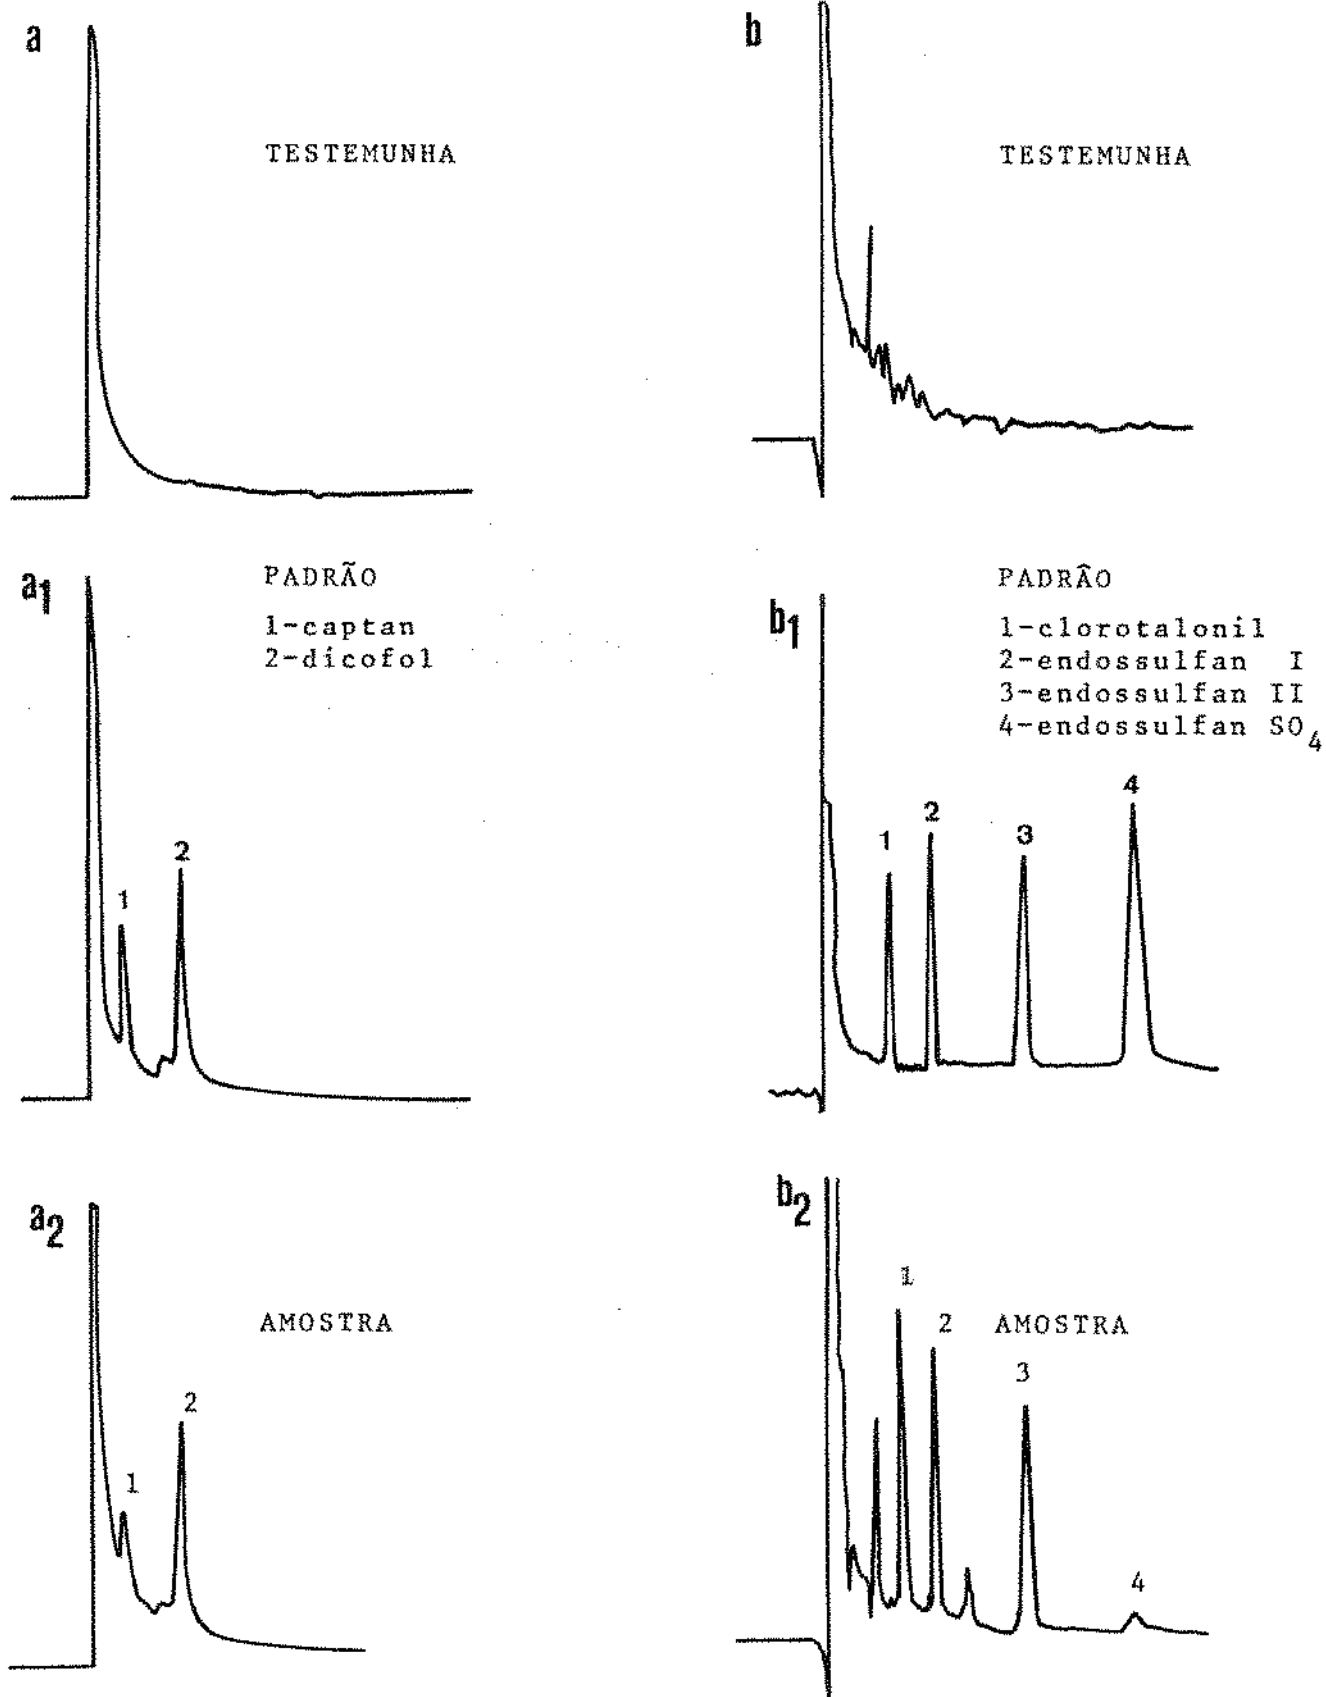 a
TESTEMUNHA
b
TESTEMUNHA
a1
PADRÃO
1-captan
2-dicofol
1
2
b1
PADRÂO
1-clorotalonil
2-endossulfan I
3-endossulfan II
4-endossulfan SO4
1
2
3
4
a2
AMOSTRA
1
2
b2
AMOSTRA
1
2
3
4